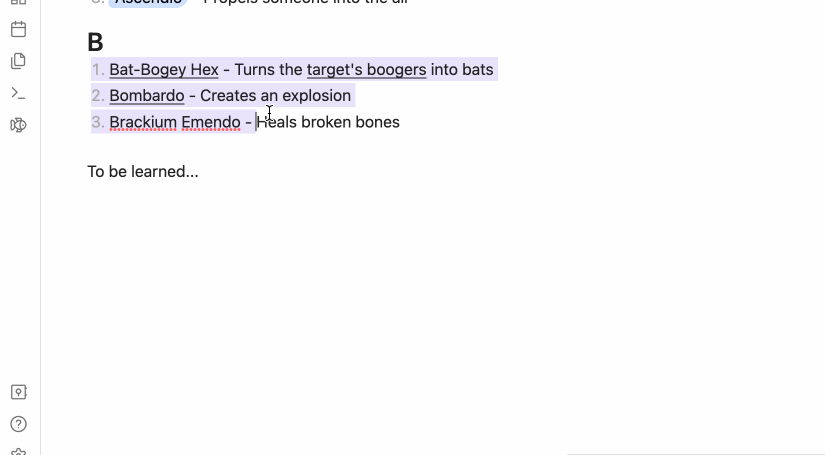 3. Ascendio - Propels someone into the air
B
1. Bat-Bogey Hex - Turns the target's boogers into bats
2. Bombardo - Creates an explosion
3. Brackium Emendo - Heals broken bones
To be learned...